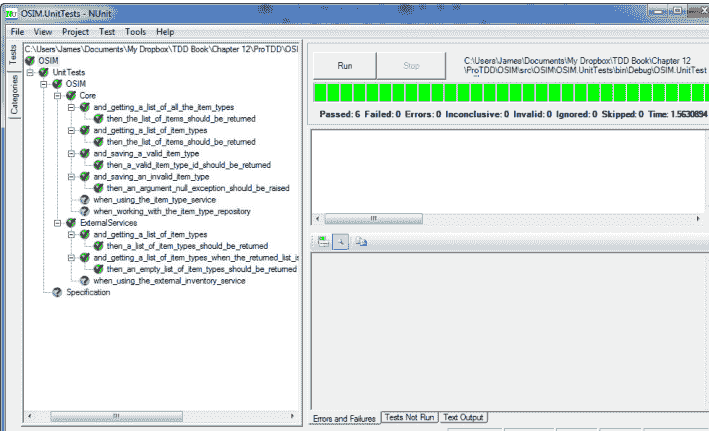 OSIM.UnitTests - NUnit
File View Project Test Tools Help
Tests
Categories
C:\Users\James\Documents\My Dropbox\TDD Book\Chapter 12\ProTDD\OSI
OSIM
UnitTests
OSIM
Core
and_getting_a_list_of_all_the_item_types
then_the_list_of_items_should_be_returned
and_getting_a_list_of_item_types
then_the_list_of_items_should_be_returned
and_saving_a_valid_item_type
then_a_valid_item_type_id_should_be_returned
and_saving_an_invalid_item_type
then_an_argument_null_exception_should_be_raised
when_using_the_item_type_service
when_working_with_the_item_type_repository
ExternalServices
and_getting_a_list_of_item_types
then_a_list_of_item_types_should_be_returned
and_getting_a_list_of_item_types_when_the_returned_list_is
then_an_empty_list_of_item_types_should_be_returned
when_using_the_external_inventory_service
Specification
Run
Stop
C:\Users\James\Documents\My Dropbox\TDD Book\Chapter 12
\ProTDD\OSIM\src\OSIM\OSIM.UnitTests\bin\Debug\OSIM.UnitTest
Passed: 6 Failed: 0 Errors: 0 Inconclusive: 0 Invalid: 0 Ignored: 0 Skipped: 0 Time: 1.5630894
Errors and Failures
Tests Not Run
Text Output